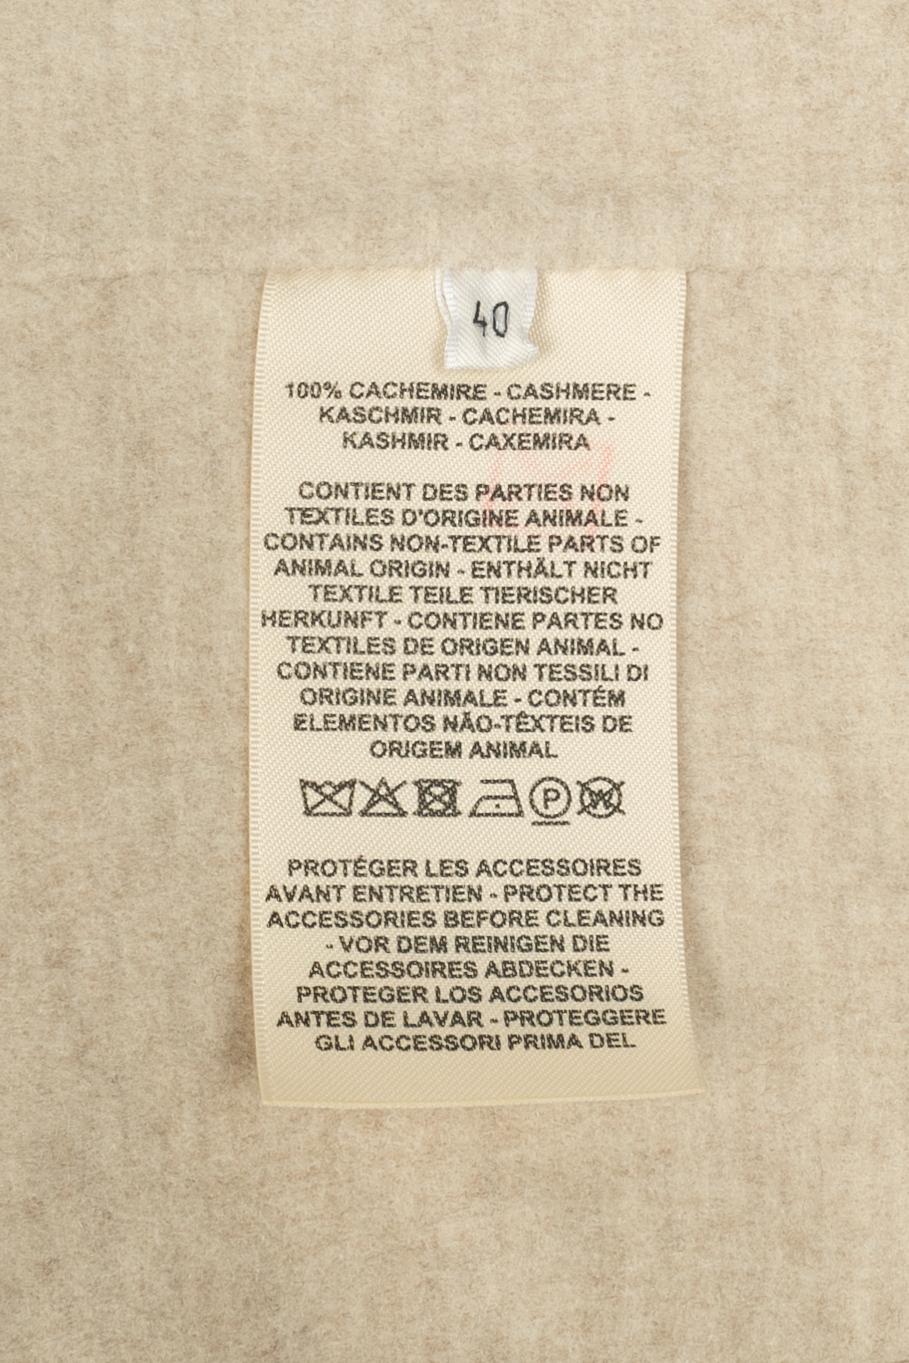 40
100% CACHEMIRE - CASHMERE -
KASCHMIR - CACHEMIRA -
KASHMIR - CAXEMIRA
CONTIENT DES PARTIES NON
TEXTILES D'ORIGINE ANIMALE -
CONTAINS NON-TEXTILE PARTS OF
ANIMAL ORIGIN - ENTHÄLT NICHT
TEXTILE TEILE TIERISCHER
HERKUNFT - CONTIENE PARTES NO
TEXTILES DE ORIGEN ANIMAL -
CONTIENE PARTI NON TESSILI DI
ORIGINE ANIMALE - CONTÉM
ELEMENTOS NÃO-TÊXTEIS DE
ORIGEM ANIMAL
P W
PROTÉGER LES ACCESSOIRES
AVANT ENTRETIEN - PROTECT THE
ACCESSORIES BEFORE CLEANING
- VOR DEM REINIGEN DIE
ACCESSOIRES ABDECKEN -
PROTEGER LOS ACCESORIOS
ANTES DE LAVAR - PROTEGGERE
GLI ACCESSORI PRIMA DEL